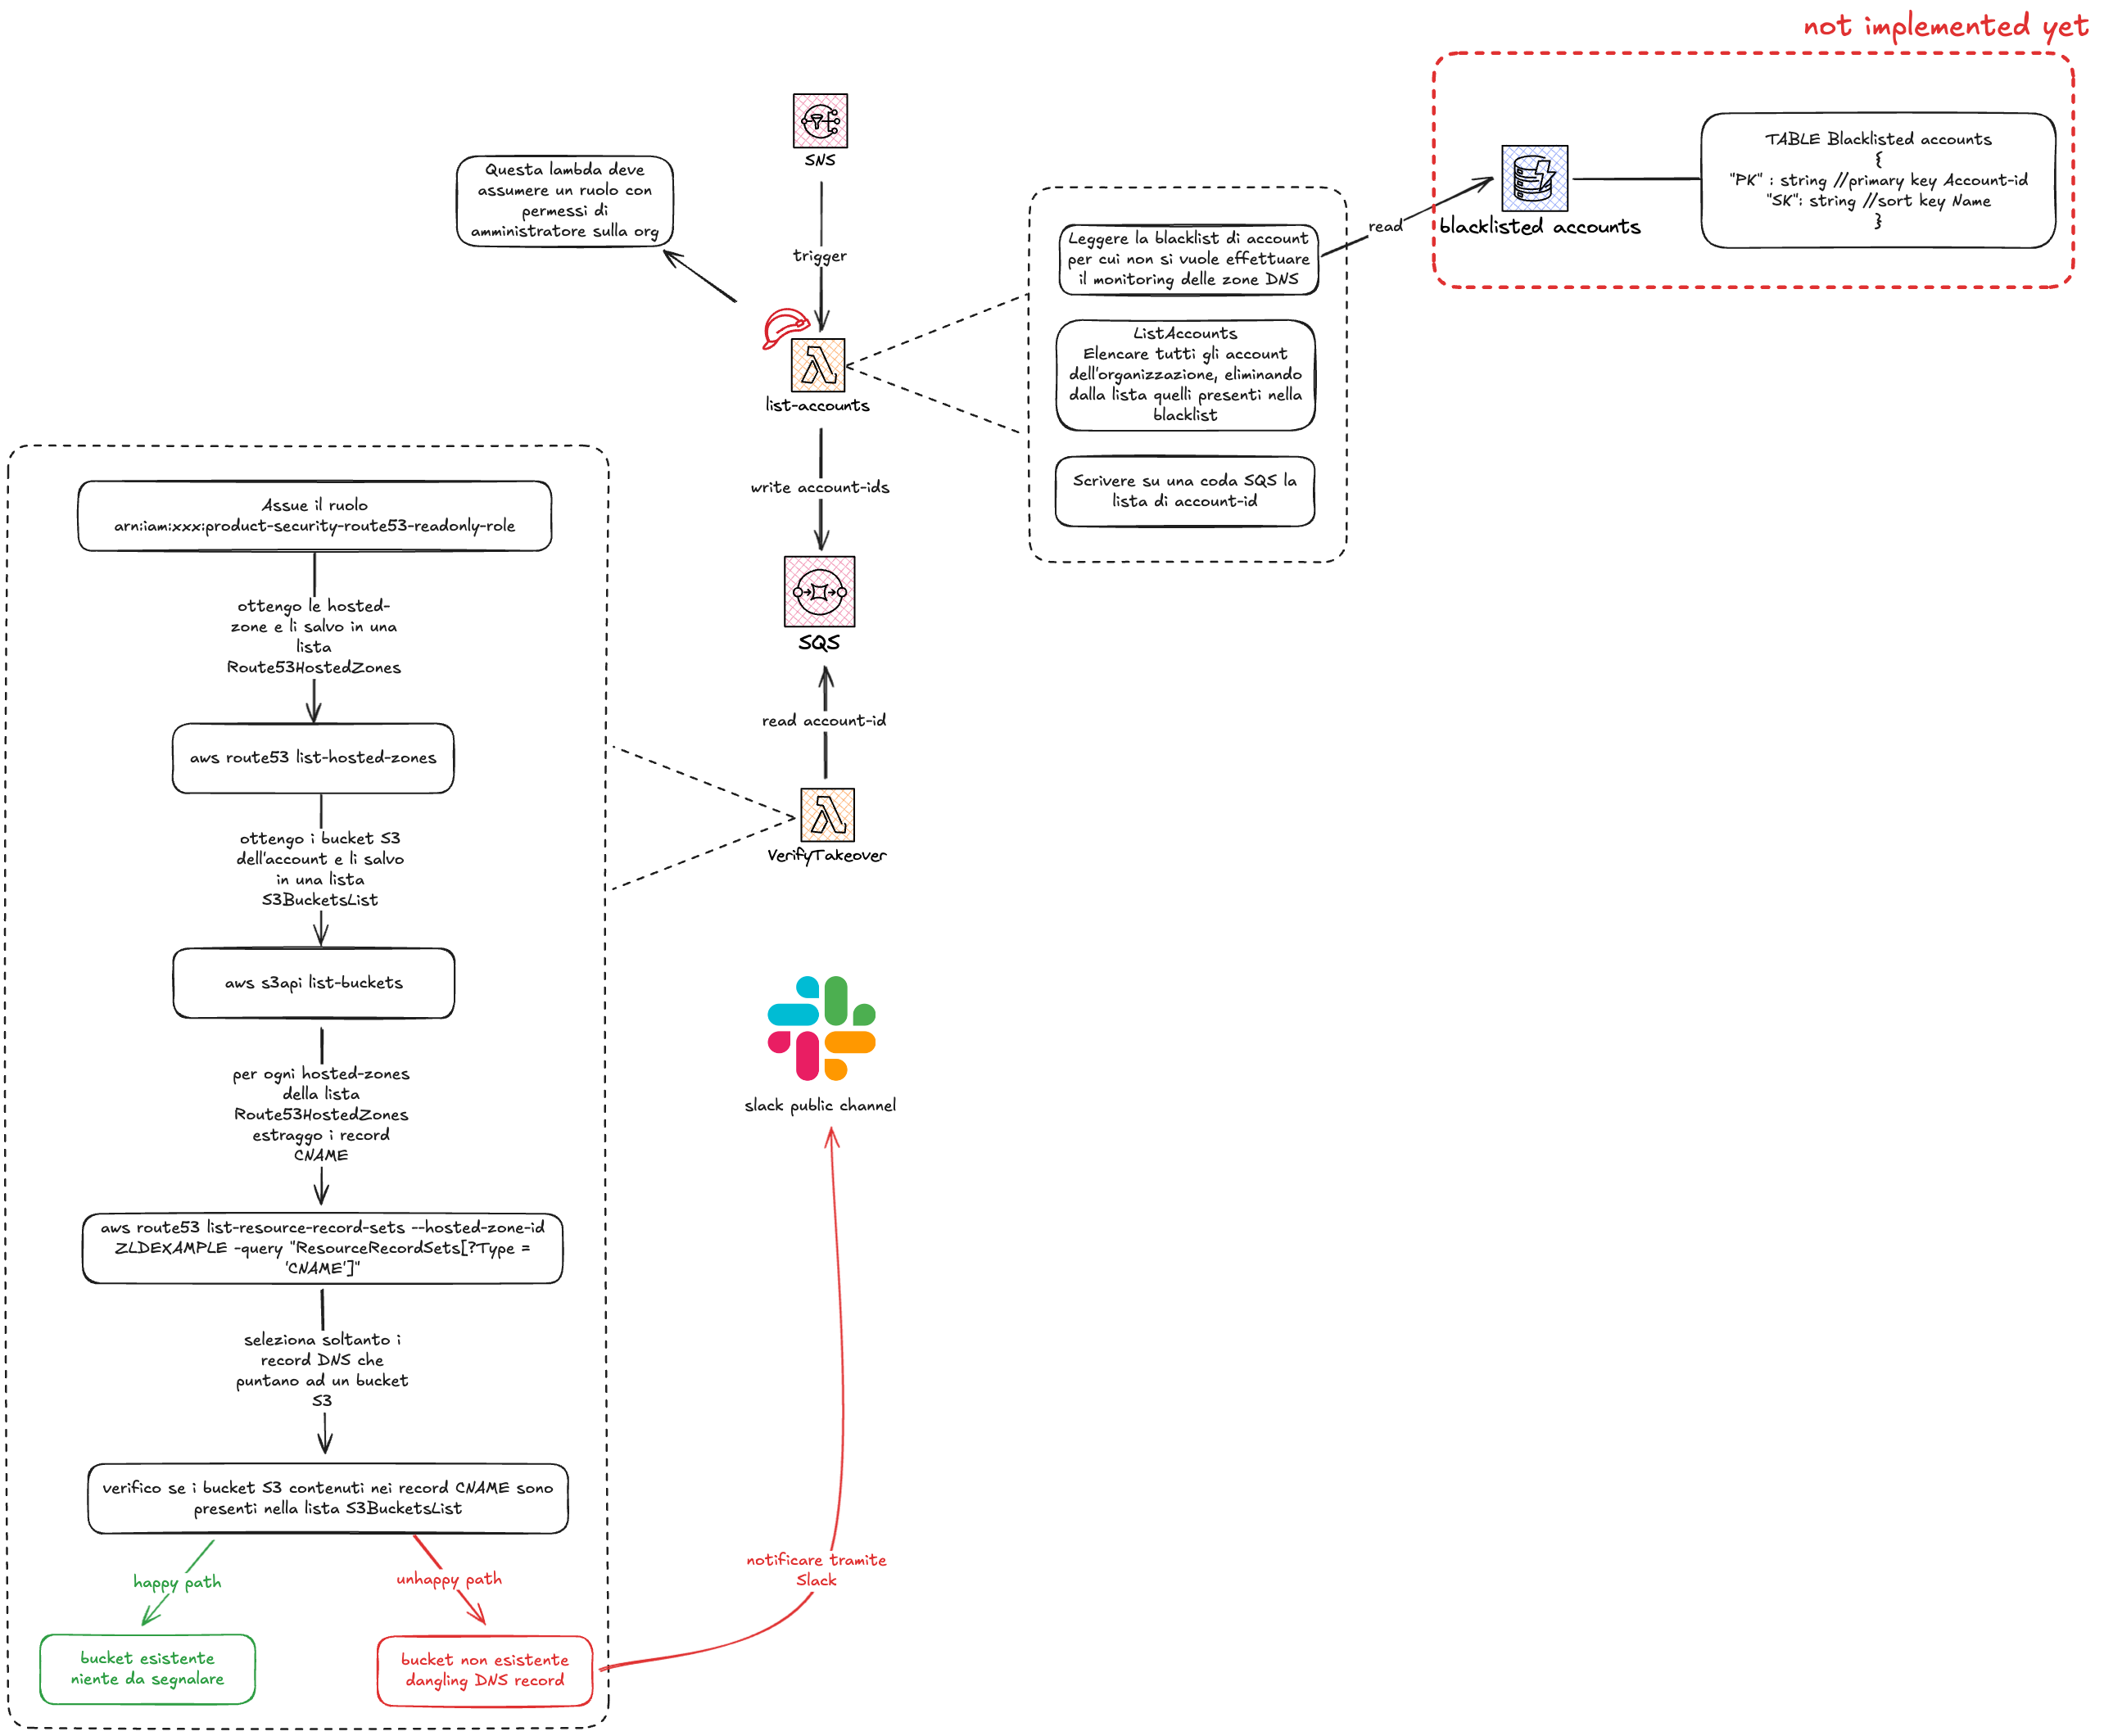 not implemented yet
SNS
Questa lambda deve
assumere un ruolo con
permessi di
amministratore sulla org
trigger
list-accounts
Leggere la blacklist di account
per cui non si vuole effettuare
il monitoring delle zone DNS
read
blacklisted accounts
TABLE Blacklisted accounts
{
"PK" : string //primary key Account-id
"SK": string //sort key Name
}
ListAccounts
Elencare tutti gli account
dell'organizzazione, eliminando
dalla lista quelli presenti nella
blacklist
Scrivere su una coda SQS la
lista di account-id
write account-ids
SQS
read account-id
VerifyTakeover
Assue il ruolo
arn:iam:xxx:product-security-route53-readonly-role
ottengo le hosted-
zone e li salvo in una
lista
Route53HostedZones
aws route53 list-hosted-zones
ottengo i bucket S3
dell'account e li salvo
in una lista
S3BucketsList
aws s3api list-buckets
per ogni hosted-zones
della lista
Route53HostedZones
estraggo i record
CNAME
aws route53 list-resource-record-sets --hosted-zone-id
ZLDEXAMPLE -query "ResourceRecordSets[?Type =
'CNAME']"
seleziona soltanto i
record DNS che
puntano ad un bucket
S3
verifico se i bucket S3 contenuti nei record CNAME sono
presenti nella lista S3BucketsList
happy path
unhappy path
bucket esistente
niente da segnalare
bucket non esistente
dangling DNS record
notificare tramite
Slack
slack public channel